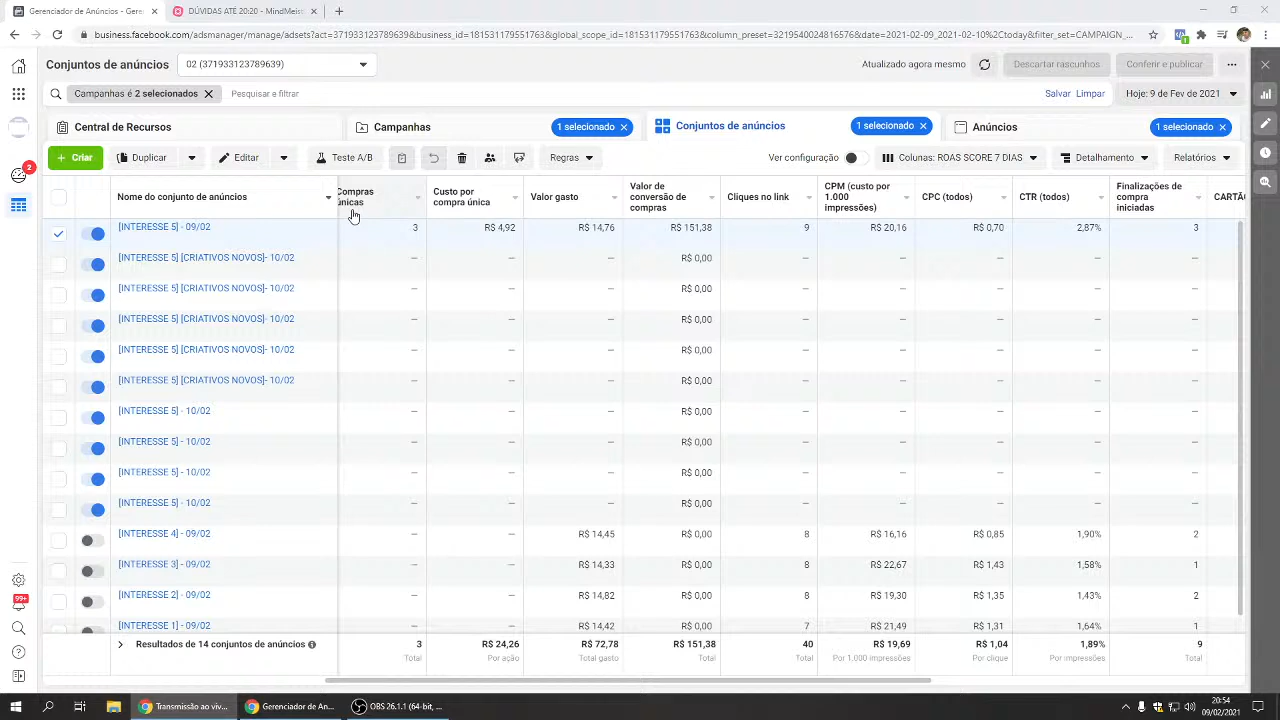 Gerenciador de Anúncios - Gere
DÚVIDAS ATÉ 20:20 - MindMeist
business.facebook.com/adsmanager/manage/adsets?act=371933123789639&business_id=181531179551763&global_scope_id=181531179551763&column_preset=3219540024816576&date=2021-02-09_2021-02-10%2Ctoday&filter_set=CAMPAIGN_...
Conjuntos de anúncios
02 (371933123789639)
Atualizado agora mesmo
Descartar rascunhos
Conferir e publicar
Campanhas é 2 selecionados
Pesquisar e filtrar
Salvar
Limpar
Hoje: 9 de Fev de 2021
Central de Recursos
Campanhas
1 selecionado
Conjuntos de anúncios
1 selecionado
Anúncios
1 selecionado
2
+ Criar
Duplicar
Editar
Teste A/B
Regras
Ver configuração
Colunas: ROAS SCORE 7 DIAS
Detalhamento
Relatórios
Nome do conjunto de anúncios
Compras únicas
Custo por compra única
Valor gasto
Valor de conversão de compras
Cliques no link
CPM (custo por 1.000 impressões)
CPC (todos)
CTR (todos)
Finalizações de compra iniciadas
CARTÃO
[INTERESSE 5] - 09/02 3 R$ 4,92 R$ 14,76 R$ 151,38 9 R$ 20,16 R$ 0,70 2,87% 3
[INTERESSE 5] [CRIATIVOS NOVOS]- 10/02 — — — R$ 0,00 — — — — —
[INTERESSE 5] [CRIATIVOS NOVOS]- 10/02 — — — R$ 0,00 — — — — —
[INTERESSE 5] [CRIATIVOS NOVOS]- 10/02 — — — R$ 0,00 — — — — —
[INTERESSE 5] [CRIATIVOS NOVOS]- 10/02 — — — R$ 0,00 — — — — —
[INTERESSE 5] [CRIATIVOS NOVOS]- 10/02 — — — R$ 0,00 — — — — —
[INTERESSE 5] - 10/02 — — — R$ 0,00 — — — — —
[INTERESSE 5] - 10/02 — — — R$ 0,00 — — — — —
[INTERESSE 5] - 10/02 — — — R$ 0,00 — — — — —
[INTERESSE 5] - 10/02 — — — R$ 0,00 — — — — —
[INTERESSE 4] - 09/02 — — R$ 14,45 R$ 0,00 8 R$ 16,16 R$ 0,85 1,90% 2
[INTERESSE 3] - 09/02 — — R$ 14,33 R$ 0,00 8 R$ 22,67 R$ 1,43 1,58% 1
[INTERESSE 2] - 09/02 — — R$ 14,82 R$ 0,00 8 R$ 19,30 R$ 1,35 1,43% 2
[INTERESSE 1] - 09/02 — — R$ 14,42 R$ 0,00 7 R$ 21,49 R$ 1,31 1,64% 1
99+
Resultados de 14 conjuntos de anúncios 3 R$ 24,26 R$ 72,78 R$ 151,38 40 R$ 19,69 R$ 1,04 1,89% 9
Total Por ação Total gasto Total Total Por 1.000 impressões Por clique Por impressões Total
Transmissão ao viv...
Gerenciador de An...
OBS 26.1.1 (64-bit, ...
20:54
09/02/2021